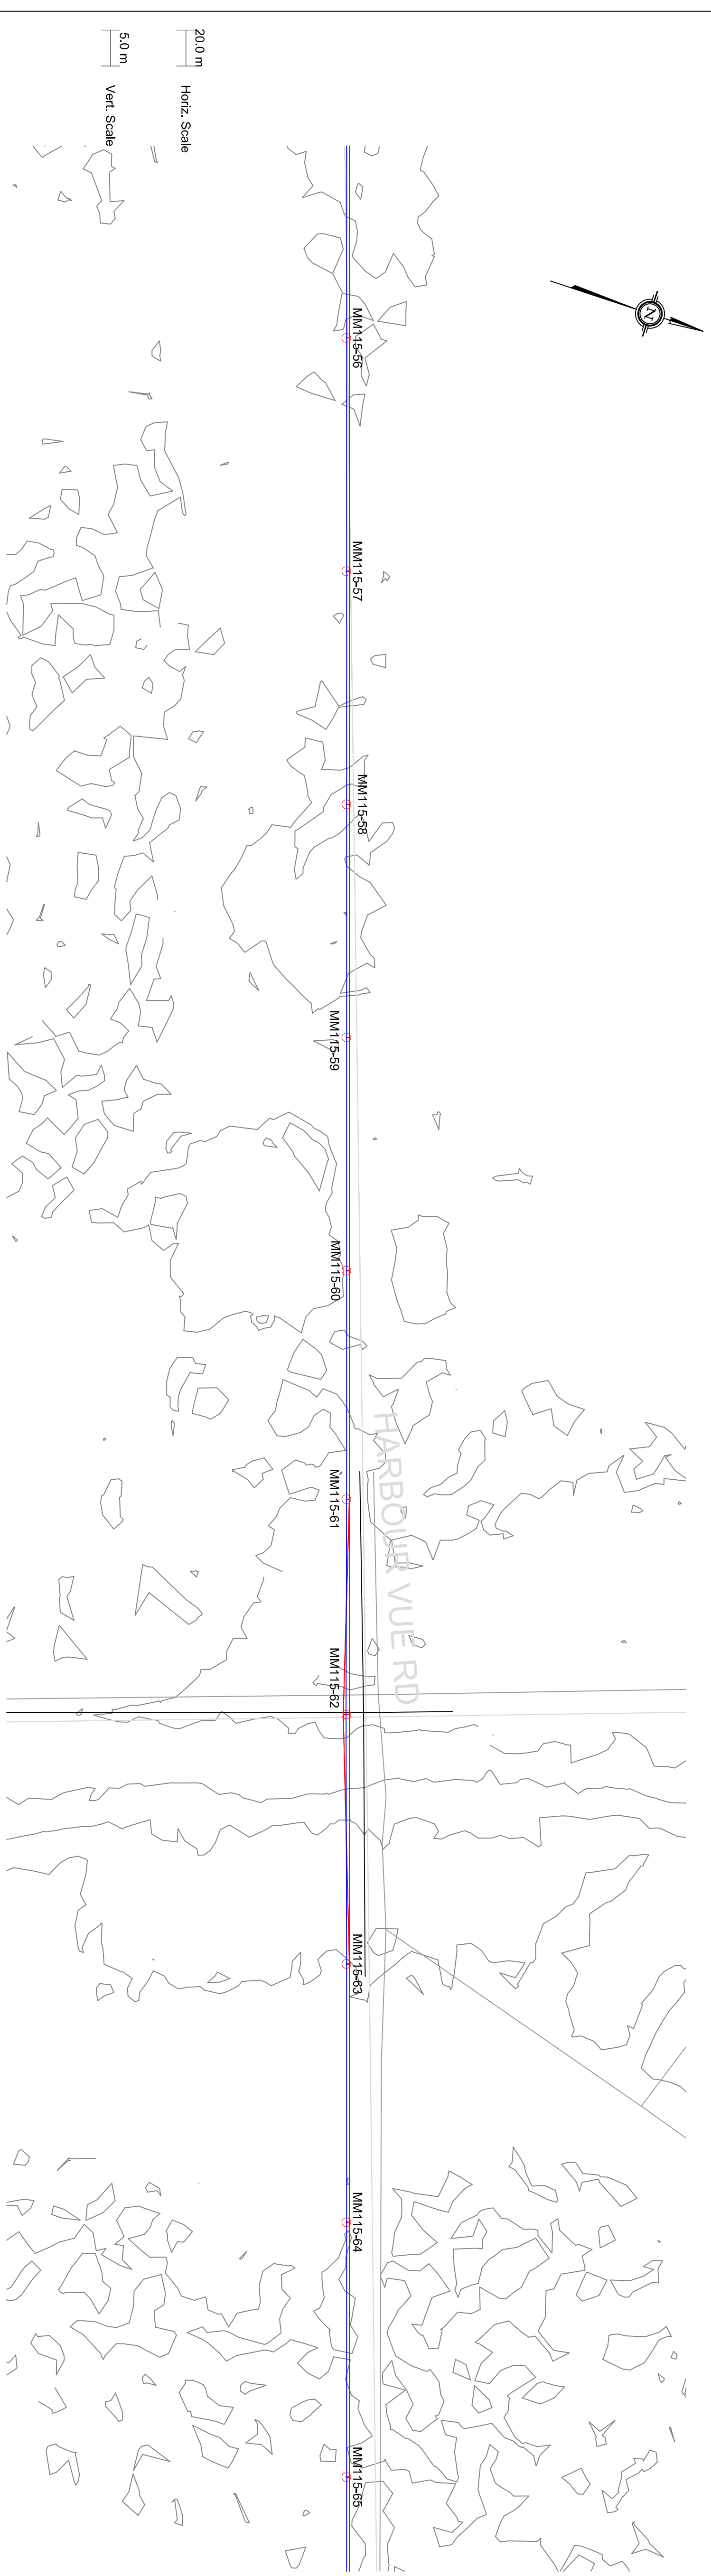 20.0 m
Horiz. Scale
5.0 m
Vert. Scale
N
MM115-56
MM115-57
MM115-58
MM115-59
MM115-60
MM115-61
HARBOUR VUE RD
MM115-62
MM115-63
MM115-64
MM115-65